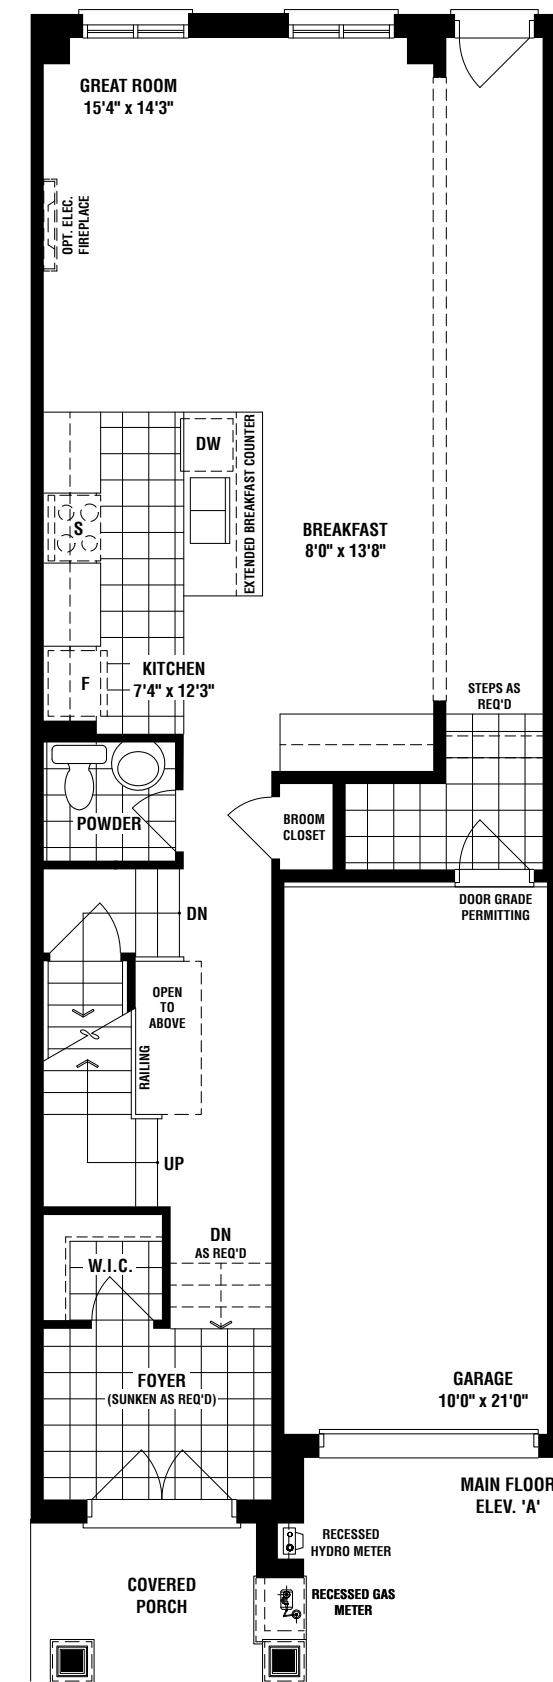 GREAT ROOM
15'4" x 14'3"
OPT. ELEC.
FIREPLACE
DW
EXTENDED BREAKFAST COUNTER
S
BREAKFAST
8'0" x 13'8"
KITCHEN
7'4" x 12'3"
F
STEPS AS
REQ'D
POWDER
BROOM
CLOSET
DOOR GRADE
PERMITTING
DN
OPEN
TO
ABOVE
RAILING
UP
DN
AS REQ'D
W.I.C.
FOYER
(SUNKEN AS REQ'D)
GARAGE
10'0" x 21'0"
MAIN FLOOR
ELEV. 'A'
RECESSED
HYDRO METER
COVERED
PORCH
RECESSED GAS
METER